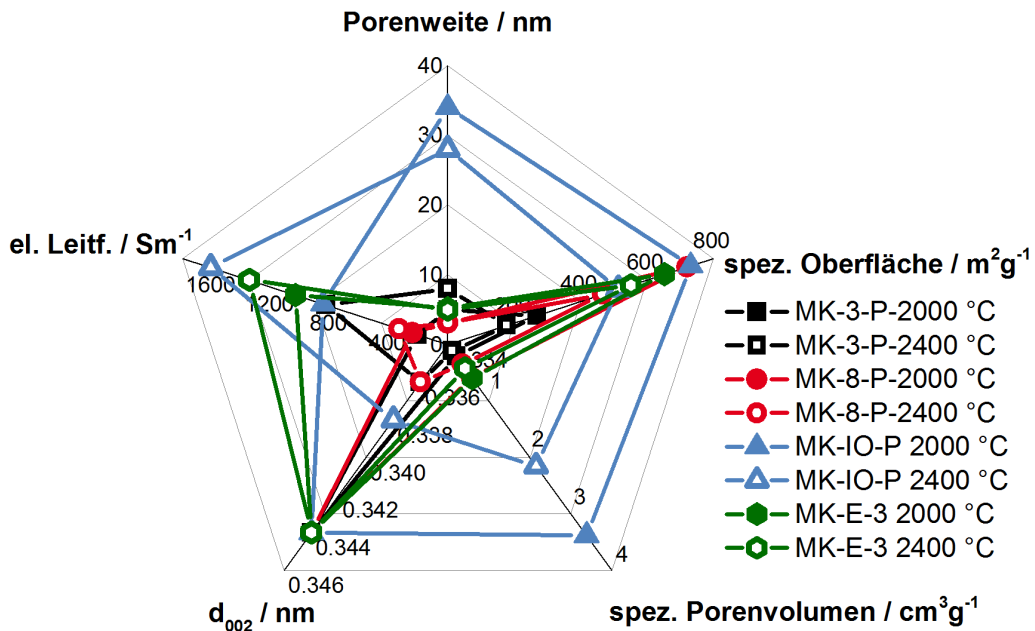 Porenweite / nm
40
30
20
10
0
el. Leitf. / Sm⁻¹
1600
1200
800
400
800
600
400
spez. Oberfläche / m²g⁻¹
MK-3-P-2000 °C
MK-3-P-2400 °C
MK-8-P-2000 °C
MK-8-P-2400 °C
MK-IO-P 2000 °C
MK-IO-P 2400 °C
MK-E-3 2000 °C
MK-E-3 2400 °C
1
2
3
4
0.336
0.338
0.340
0.342
0.344
0.346
d₀₀₂ / nm
spez. Porenvolumen / cm³g⁻¹